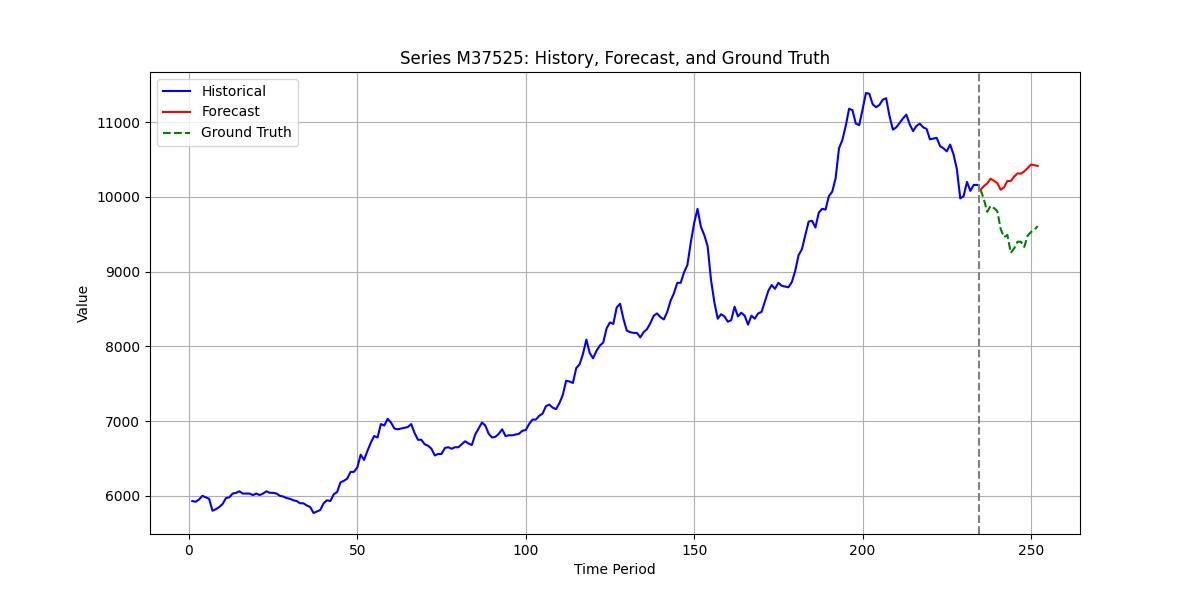 Series M37525: History, Forecast, and Ground Truth
Historical
Forecast
Ground Truth
11000
10000
9000
8000
7000
6000
Value
0 50 100 150 200 250
Time Period